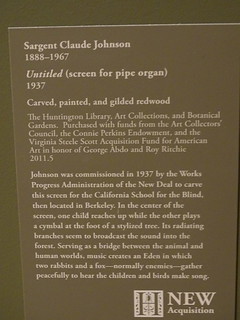 Sargent Claude Johnson
1888–1967
Untitled (screen for pipe organ)
1937
Carved, painted, and gilded redwood
The Huntington Library, Art Collections, and Botanical
Gardens. Purchased with funds from the Art Collectors'
Council, the Connie Perkins Endowment, and the
Virginia Steele Scott Acquisition Fund for American
Art in honor of George Abdo and Roy Ritchie
2011.5
Johnson was commissioned in 1937 by the Works
Progress Administration of the New Deal to carve
this screen for the California School for the Blind,
then located in Berkeley. In the center of the
screen, one child reaches up while the other plays
a cymbal at the foot of a stylized tree. Its radiating
branches seem to broadcast the sound into the
forest. Serving as a bridge between the animal and
human worlds, music creates an Eden in which
two rabbits and a fox—normally enemies—gather
peacefully to hear the children and birds make song.
NEW
Acquisition